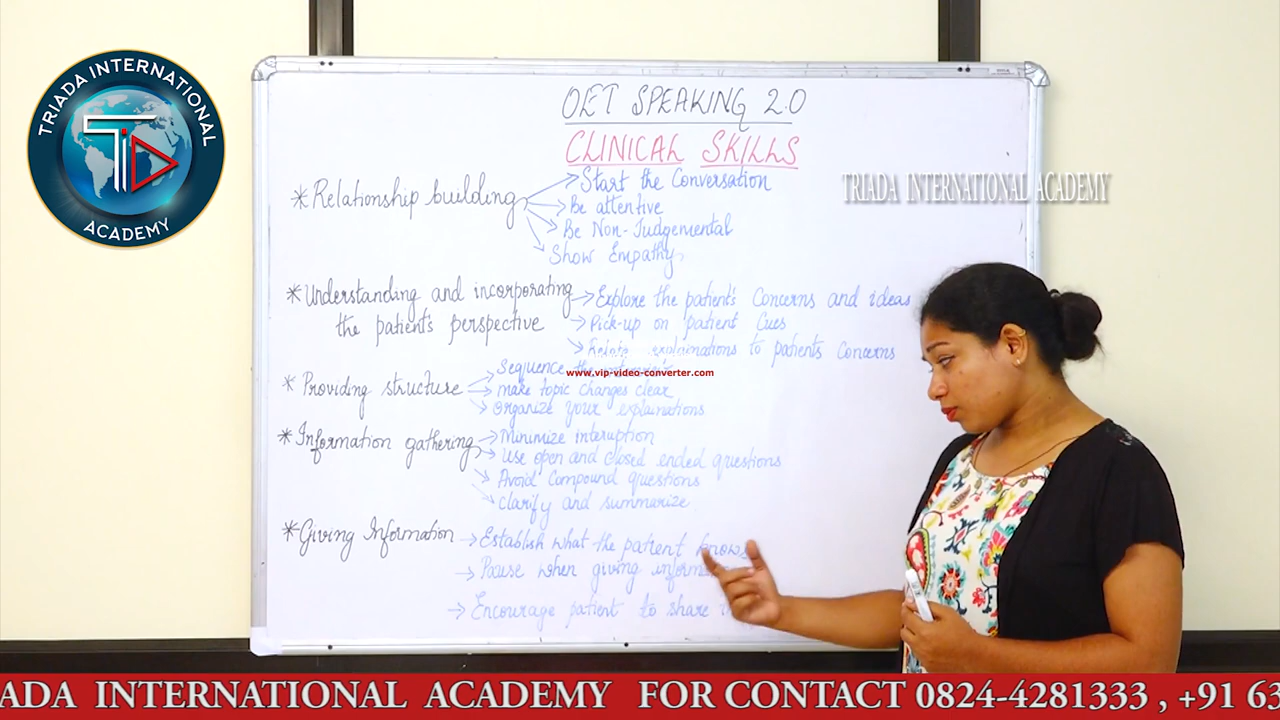 TRIADA INTERNATIONAL
ACADEMY
TID
OET SPEAKING 2.0
CLINICAL SKILLS
TRIADA INTERNATIONAL ACADEMY
* Relationship building
→ Start the Conversation
→ Be attentive
→ Be Non-Judgemental
→ Show Empathy
* Understanding and incorporating
the patient's perspective
→ Explore the patient's Concerns and ideas
→ Pick-up on patient Cues
→ Relate explainations to patients Concerns
* Providing structure
→ Sequence the
www.vip-video-converter.com
→ make topic changes clear
→ Organize your explainations
* Information gathering
→ Minimize interuption
→ Use open and closed ended questions
→ Avoid Compound questions
→ Clarify and summarize
* Giving Information
→ Establish what the patient knows
→ Pause when giving
→ Encourage patient to share
ADA INTERNATIONAL ACADEMY FOR CONTACT 0824-4281333 , +91 63